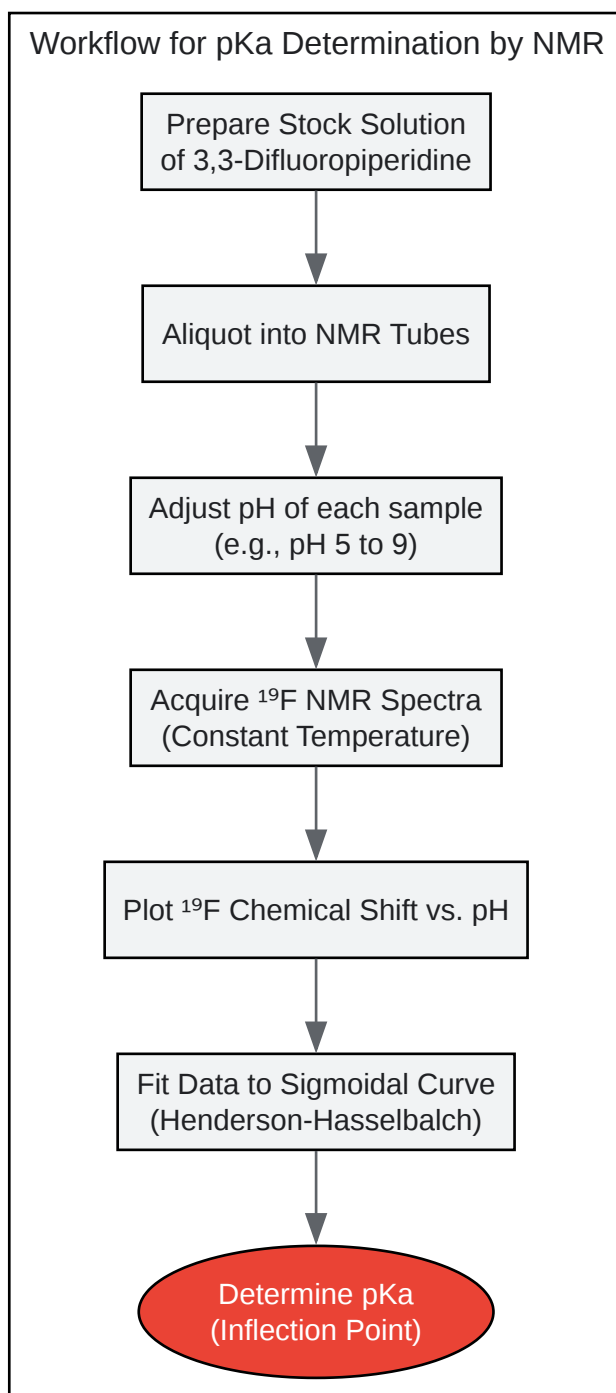 Workflow for pKa Determination by NMR
Prepare Stock Solution
of 3,3-Difluoropiperidine
Aliquot into NMR Tubes
Adjust pH of each sample
(e.g., pH 5 to 9)
Acquire ¹⁹F NMR Spectra
(Constant Temperature)
Plot ¹⁹F Chemical Shift vs. pH
Fit Data to Sigmoidal Curve
(Henderson-Hasselbalch)
Determine pKa
(Inflection Point)